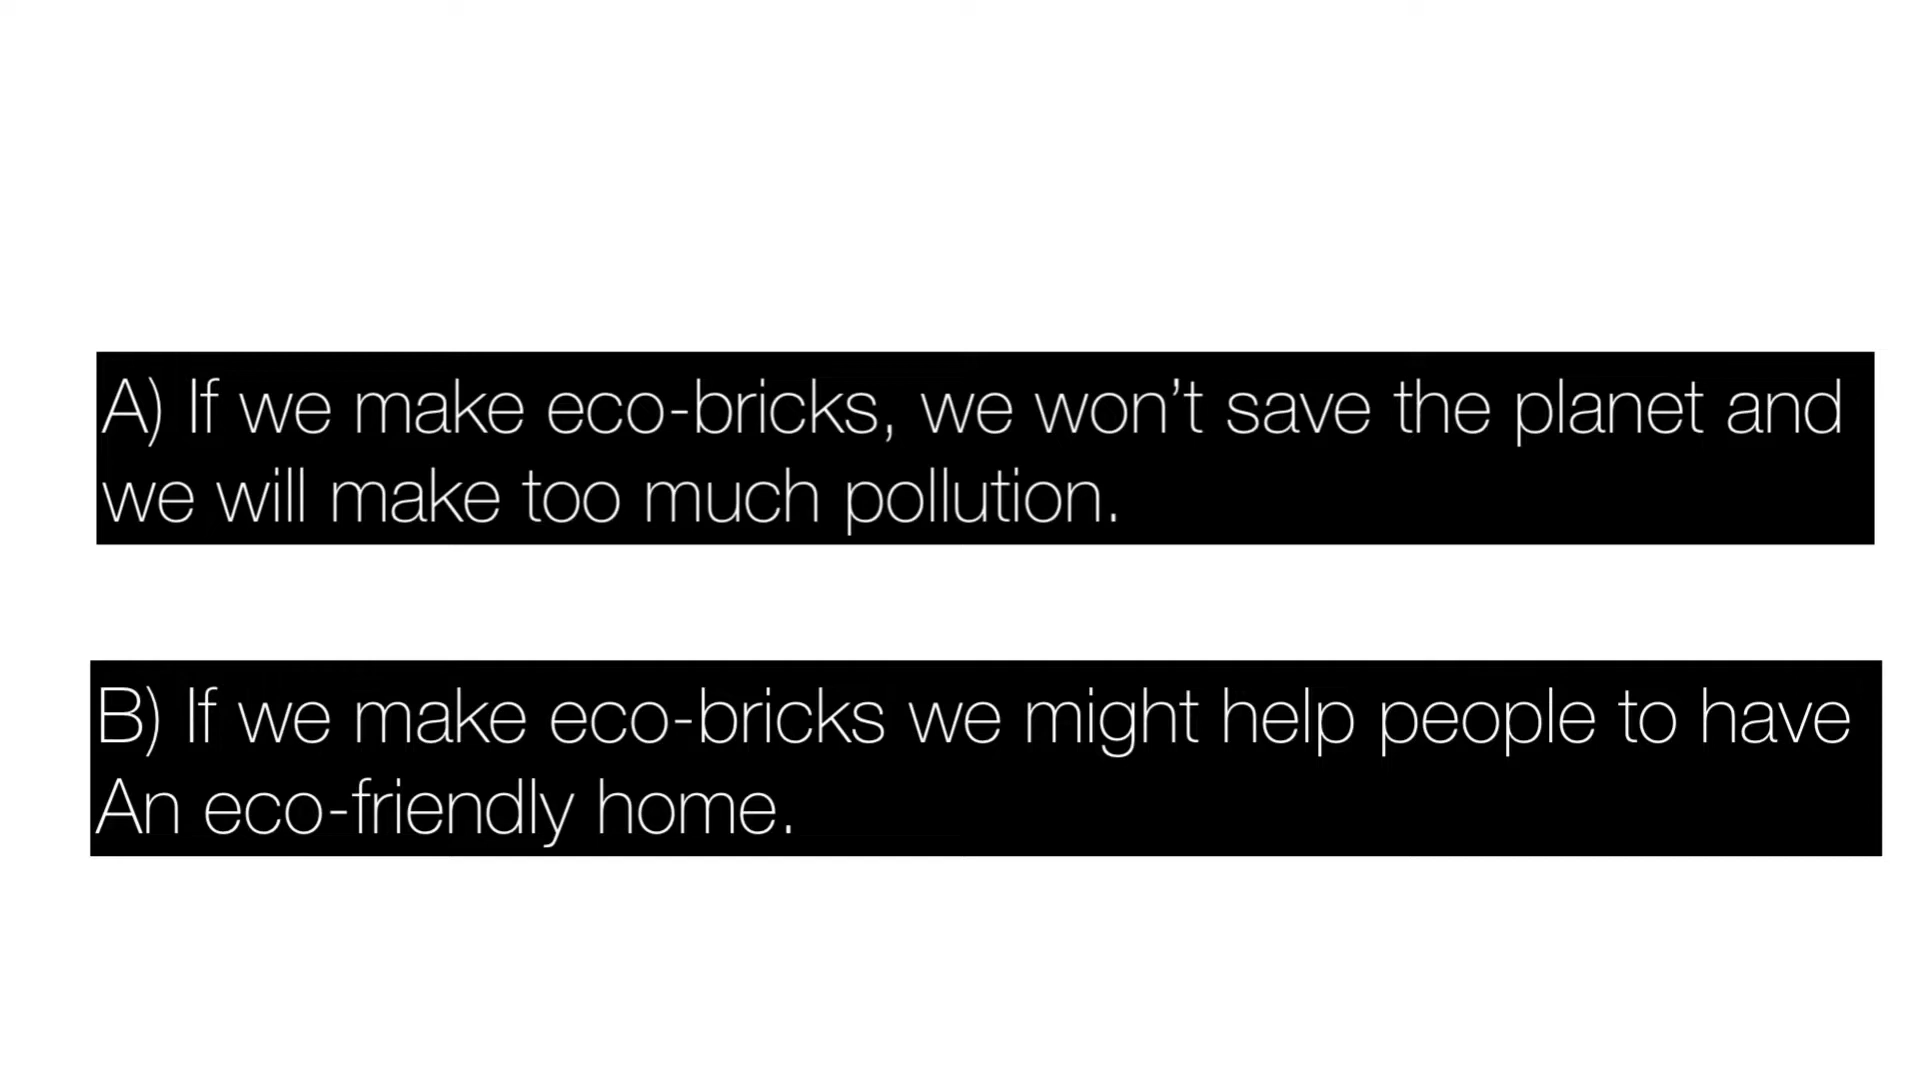 A) If we make eco-bricks, we won’t save the planet and
we will make too much pollution.
B) If we make eco-bricks we might help people to have
An eco-friendly home.